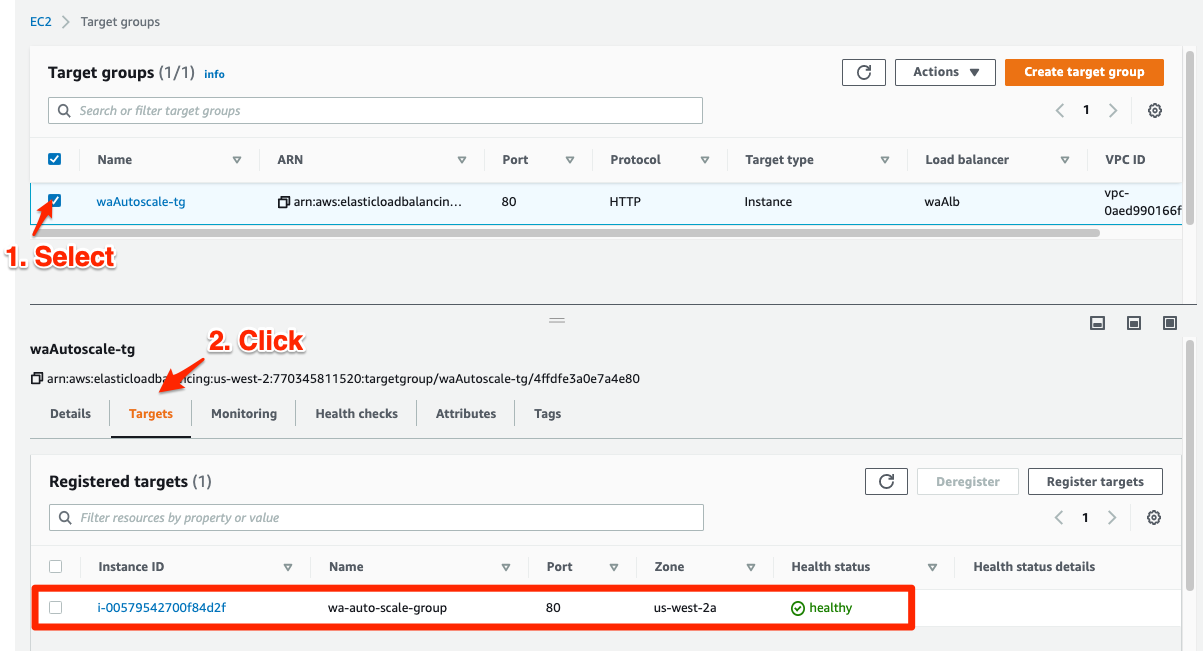 EC2 > Target groups
Target groups (1/1) info
Actions
Create target group
Search or filter target groups
1
Name ARN Port Protocol Target type Load balancer VPC ID
waAutoscale-tg arn:aws:elasticloadbalancin... 80 HTTP Instance waAlb vpc-
0aed990166f
1. Select
2. Click
waAutoscale-tg
arn:aws:elasticloadbalancing:us-west-2:770345811520:targetgroup/waAutoscale-tg/4ffdfe3a0e7a4e80
Details Targets Monitoring Health checks Attributes Tags
Registered targets (1)
Deregister
Register targets
Filter resources by property or value
1
Instance ID Name Port Zone Health status Health status details
i-00579542700f84d2f wa-auto-scale-group 80 us-west-2a healthy